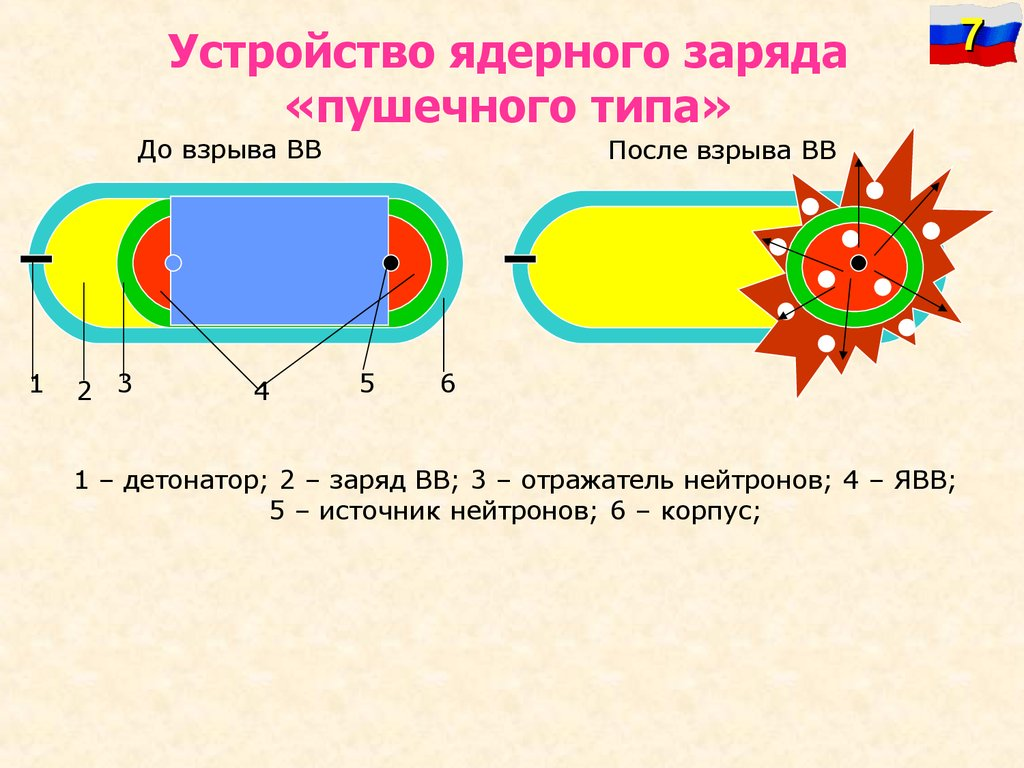 7
Устройство ядерного заряда
«пушечного типа»
До взрыва ВВ
После взрыва ВВ
1 2 3 4 5 6
1 – детонатор; 2 – заряд ВВ; 3 – отражатель нейтронов; 4 – ЯВВ;
5 – источник нейтронов; 6 – корпус;